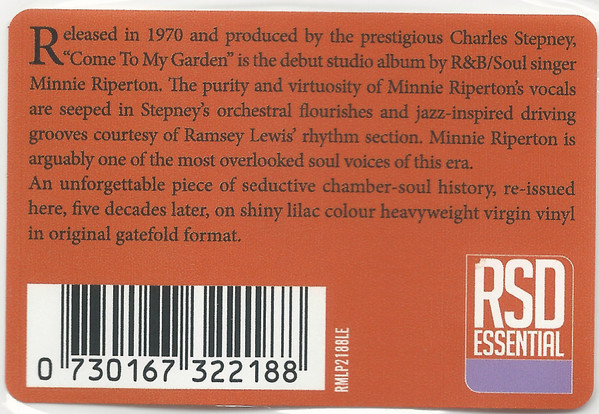 Released in 1970 and produced by the prestigious Charles Stepney,
“Come To My Garden” is the debut studio album by R&B/Soul singer
Minnie Riperton. The purity and virtuosity of Minnie Riperton’s vocals
are seeped in Stepney’s orchestral flourishes and jazz-inspired driving
grooves courtesy of Ramsey Lewis’ rhythm section. Minnie Riperton is
arguably one of the most overlooked soul voices of this era.
An unforgettable piece of seductive chamber-soul history, re-issued
here, five decades later, on shiny lilac colour heavyweight virgin vinyl
in original gatefold format.
0 730167 322188
RMLP2188LE
RSD
ESSENTIAL